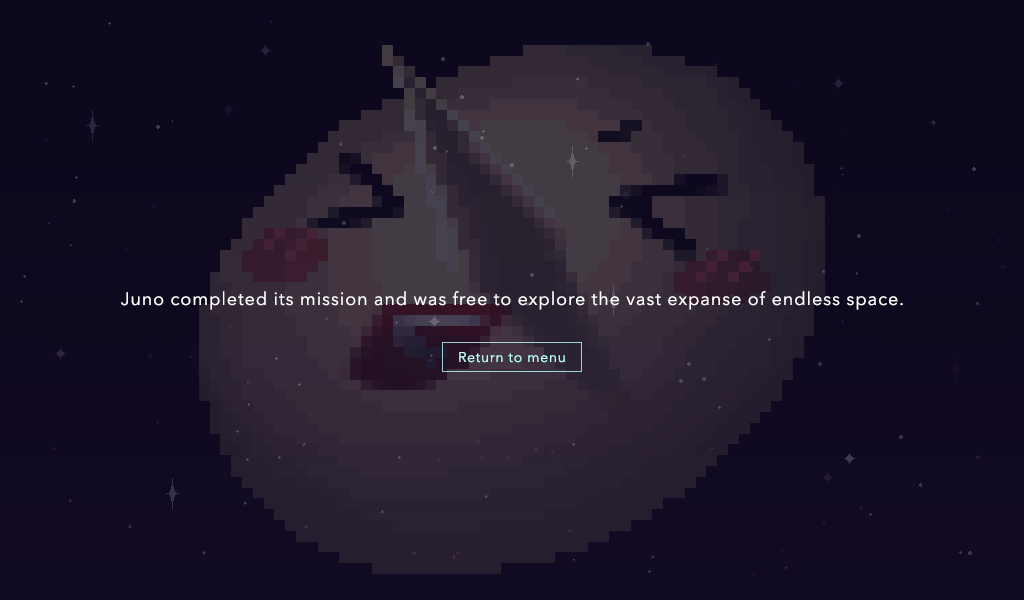 Juno completed its mission and was free to explore the vast expanse of endless space.
Return to menu